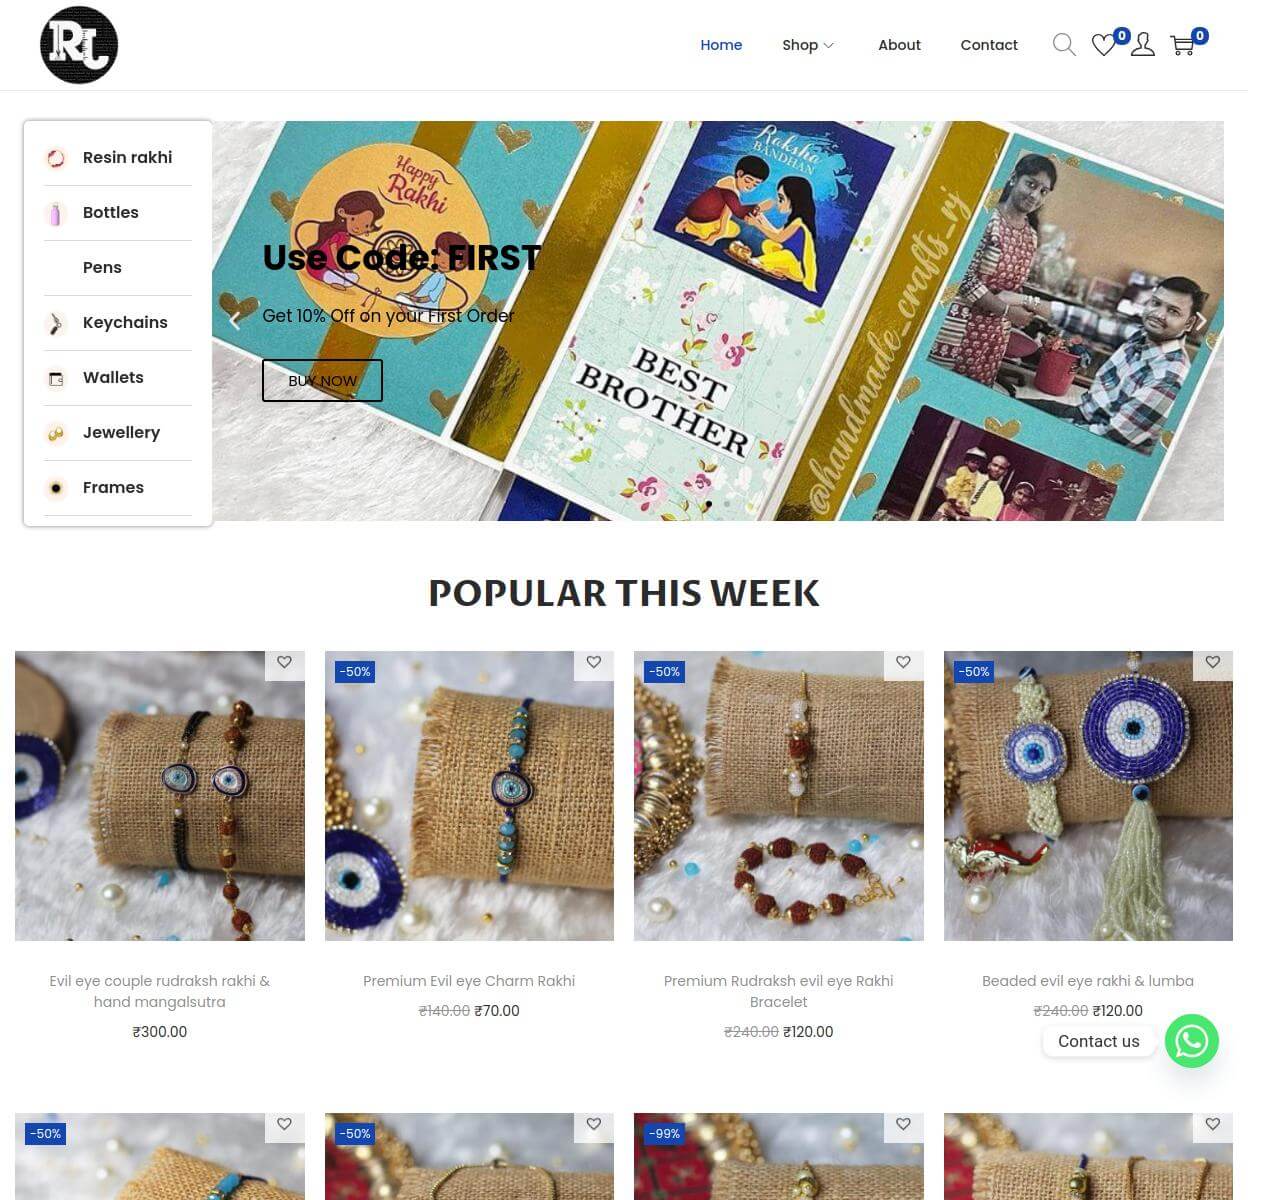 RJ
Home
Shop
About
Contact
0
0
Resin rakhi
Bottles
Pens
Keychains
Wallets
Jewellery
Frames
Happy
Rakhi
Raksha
BANDHAN
BEST
BROTHER
@handmade_crafts_rj
Use Code: FIRST
Get 10% Off on your First Order
BUY NOW
POPULAR THIS WEEK
-50%
-50%
-50%
Evil eye couple rudraksh rakhi &
hand mangalsutra
₹300.00
Premium Evil eye Charm Rakhi
₹140.00 ₹70.00
Premium Rudraksh evil eye Rakhi
Bracelet
₹240.00 ₹120.00
Beaded evil eye rakhi & lumba
₹240.00 ₹120.00
Contact us
-50%
-50%
-99%